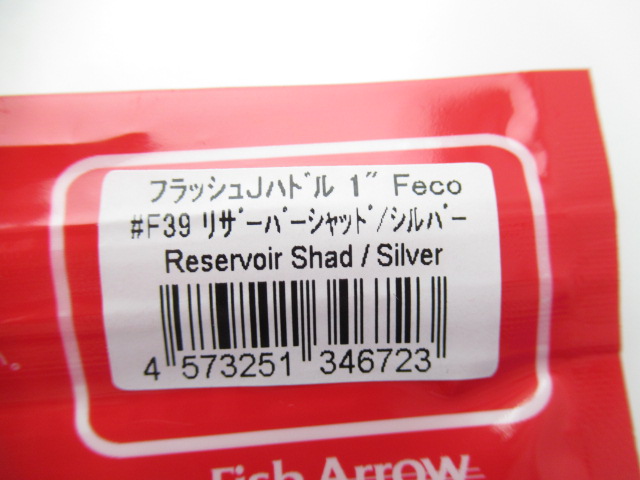 フラッシュJハドル 1″ Feco
#F39 リザーバーシャッド/シルバー
Reservoir Shad / Silver
4 573251 346723
Fish Arrow